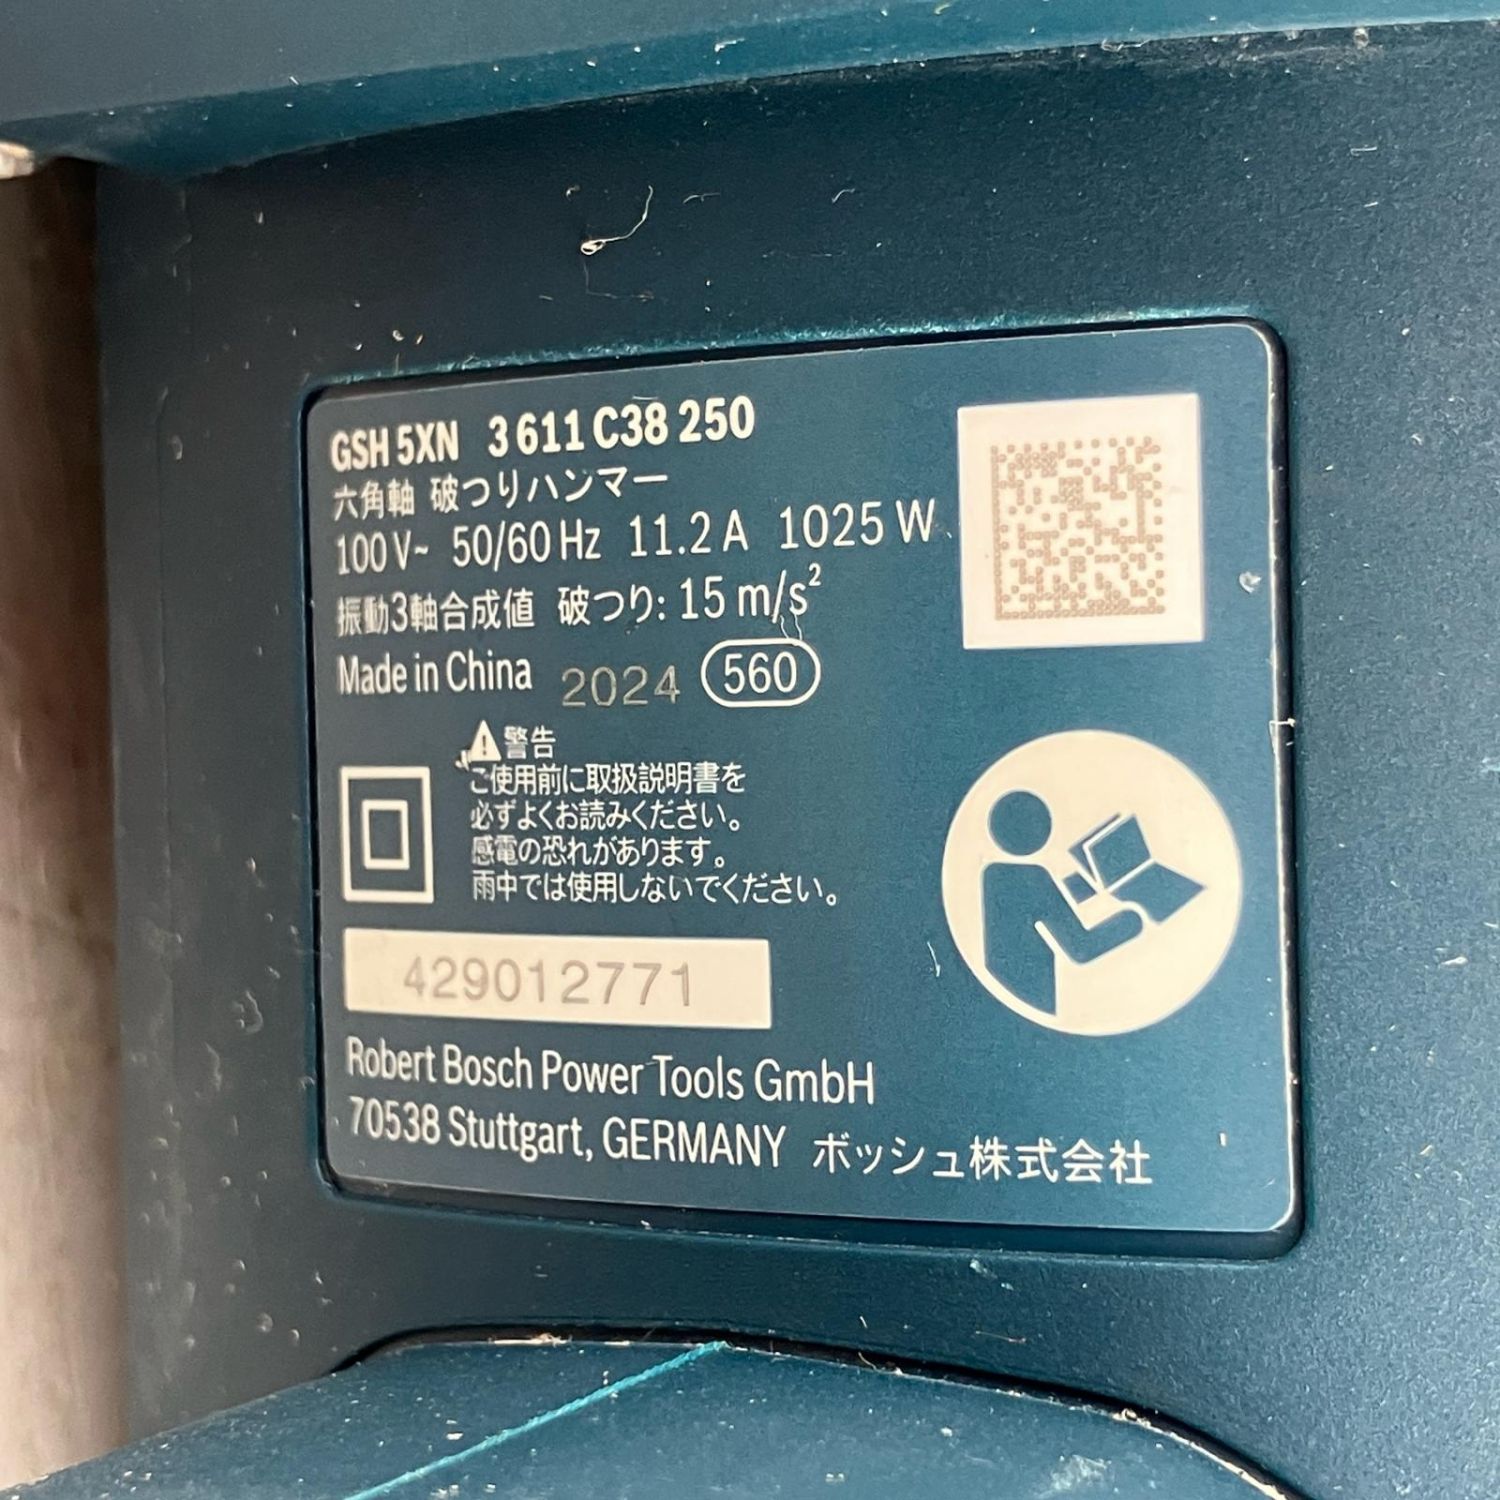 GSH 5XN 3 611 C38 250
六角軸 破つりハンマー
100 V~ 50/60 Hz 11.2 A 1025 W
振動3軸合成値 破つり: 15 m/s²
Made in China 2024 560
警告
ご使用前に取扱説明書を
必ずよくお読みください。
感電の恐れがあります。
雨中では使用しないでください。
429012771
Robert Bosch Power Tools GmbH
70538 Stuttgart, GERMANY ボッシュ株式会社